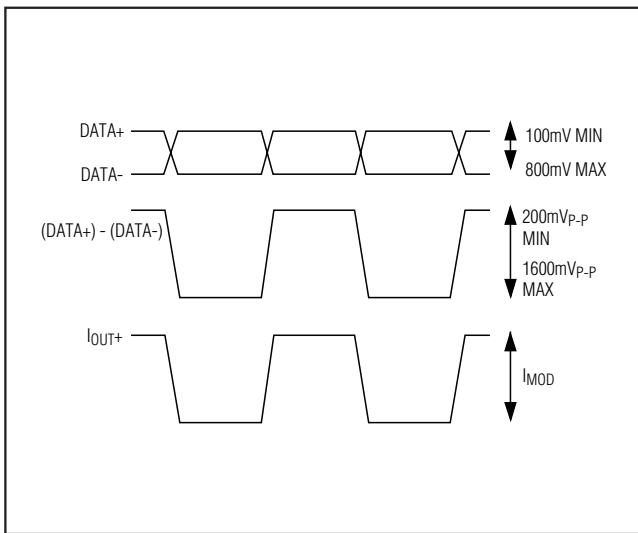 DATA+
100mV MIN
DATA-
800mV MAX
(DATA+) - (DATA-)
200mVP-P
MIN
1600mVP-P
MAX
IOUT+
IMOD